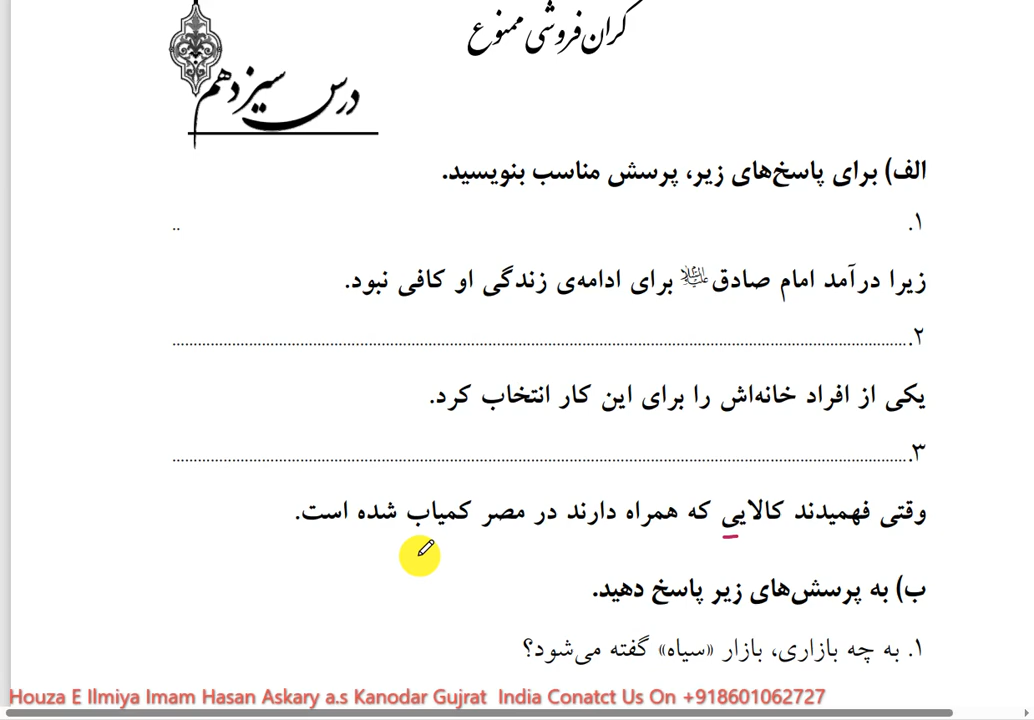 گران‌فروشی ممنوع
درس سیزدهم
الف) برای پاسخ‌های زیر، پرسش مناسب بنویسید.
۱. ..
زیرا درآمد امام صادق علیه‌السلام برای ادامه‌ی زندگی او کافی نبود.
۲. ........................................................................
یکی از افراد خانه‌اش را برای این کار انتخاب کرد.
۳. ........................................................................
وقتی فهمیدند کالایی که همراه دارند در مصر کمیاب شده است.
ب) به پرسش‌های زیر پاسخ دهید.
۱. به چه بازاری، بازار «سیاه» گفته می‌شود؟
Houza E Ilmiya Imam Hasan Askary a.s Kanodar Gujrat India Conatct Us On +918601062727